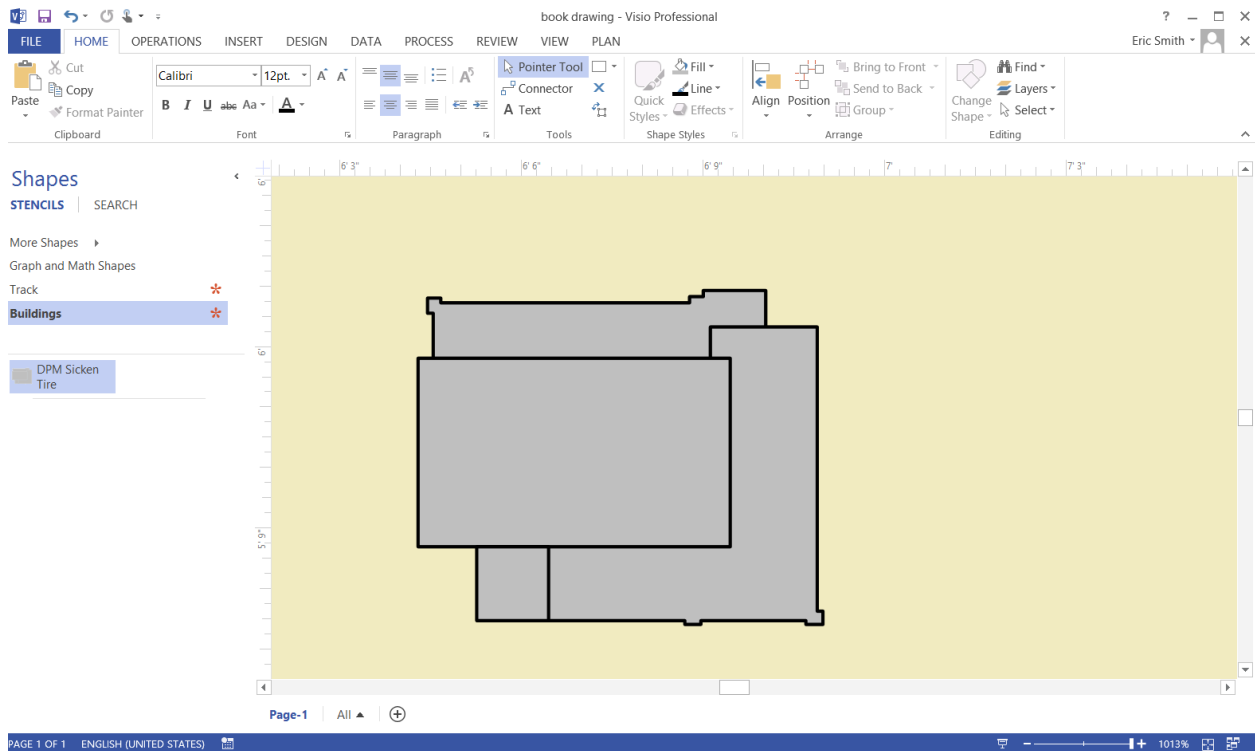 book drawing - Visio Professional
?
FILE HOME OPERATIONS INSERT DESIGN DATA PROCESS REVIEW VIEW PLAN Eric Smith
Paste
Cut
Copy
Format Painter
Clipboard
Calibri 12pt. A A
B I U abc Aa A
Font
A
Paragraph
Pointer Tool
Connector
A Text
Tools
Quick Styles
Fill
Line
Effects
Shape Styles
Align
Position
Bring to Front
Send to Back
Group
Arrange
Change Shape
Find
Layers
Select
Editing
Shapes
STENCILS SEARCH
More Shapes
Graph and Math Shapes
Track
Buildings
DPM Sicken
Tire
6' 3" 6' 6" 6' 9" 7' 7' 3"
6'
6'
5' 9"
Page-1 All
PAGE 1 OF 1 ENGLISH (UNITED STATES) 1013%